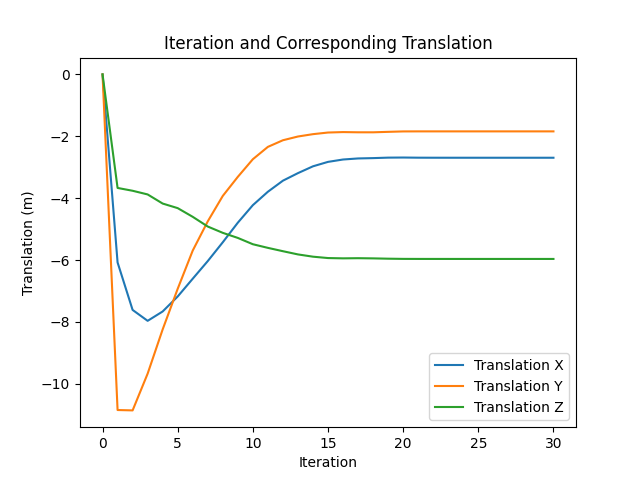 Iteration and Corresponding Translation
0
−2
−4
−6
−8
−10
Translation (m)
Translation X
Translation Y
Translation Z
0 5 10 15 20 25 30
Iteration